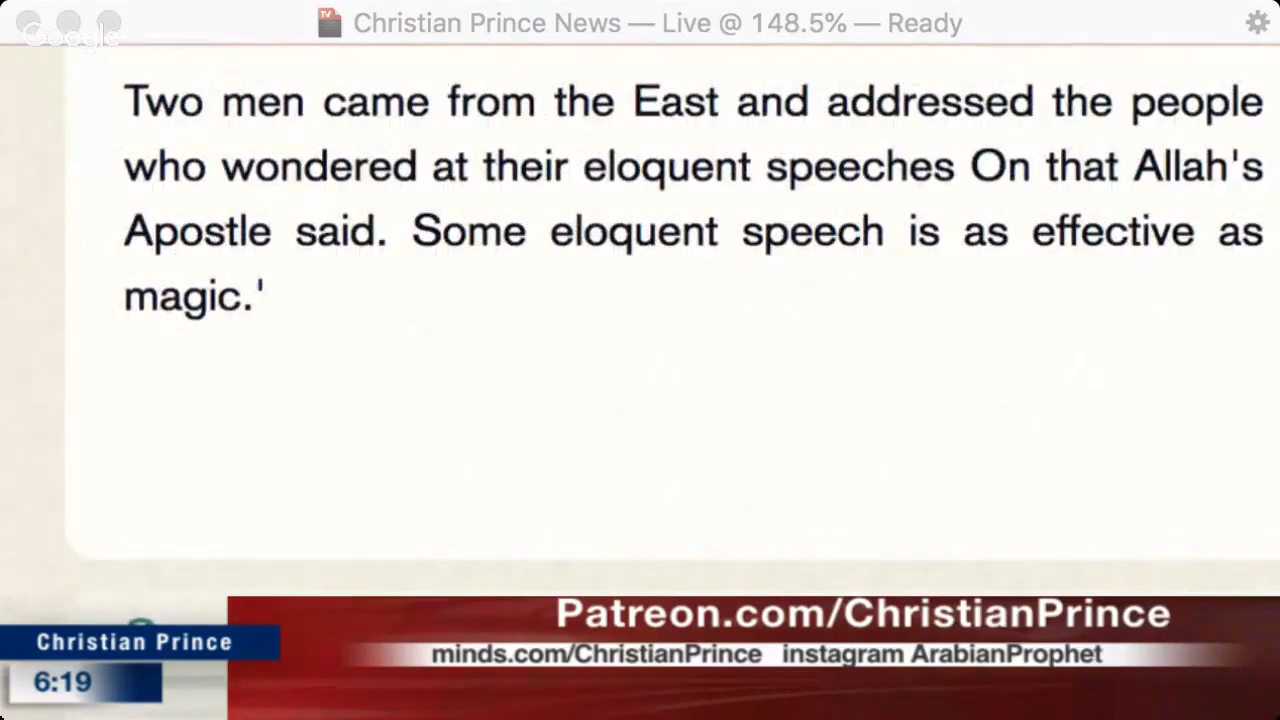 Christian Prince News — Live @ 148.5% — Ready
Google
Two men came from the East and addressed the people
who wondered at their eloquent speeches On that Allah's
Apostle said. Some eloquent speech is as effective as
magic.'
Patreon.com/ChristianPrince
Christian Prince
minds.com/ChristianPrince instagram ArabianProphet
6:19